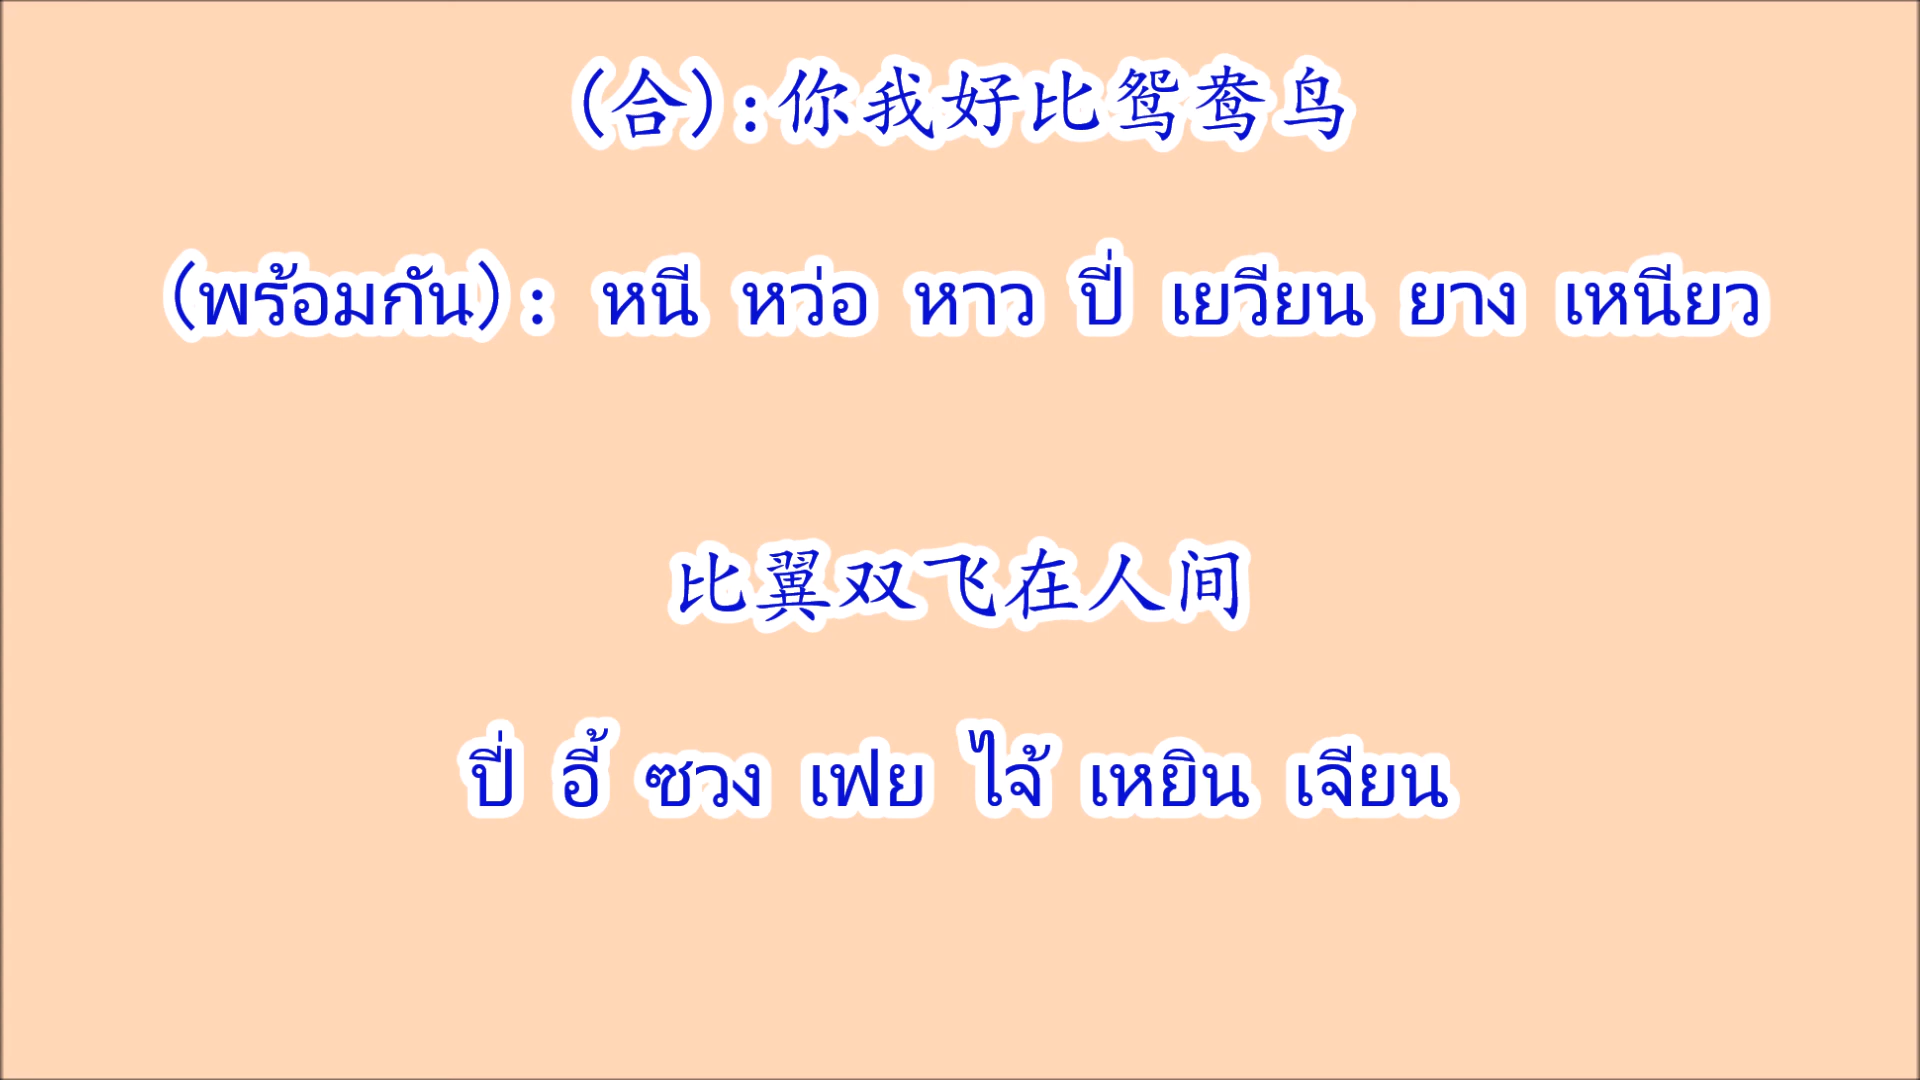 (合):你我好比鸳鸯鸟
(พร้อมกัน): หนี หว่อ หาว ปี่ เยวียน ยาง เหนียว
比翼双飞在人间
ปี่ อี้ ซวง เฟย ไจ้ เหยิน เจียน